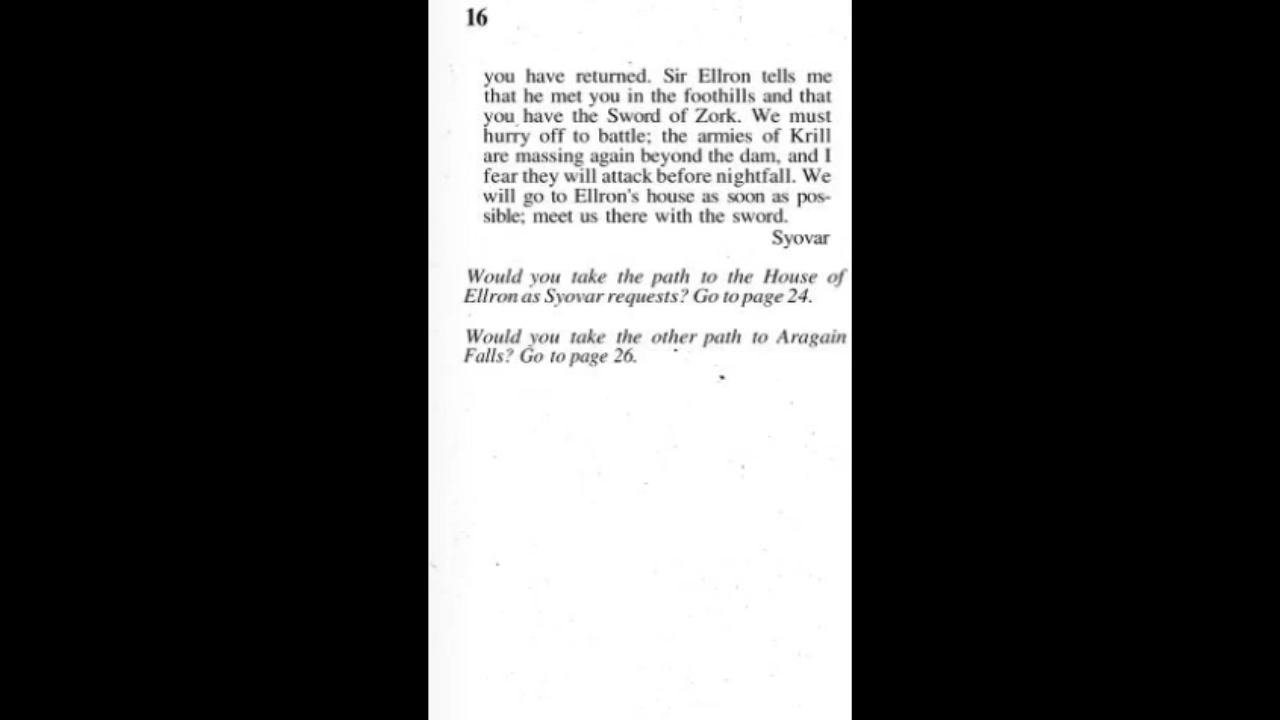 16
you have returned. Sir Ellron tells me
that he met you in the foothills and that
you have the Sword of Zork. We must
hurry off to battle; the armies of Krill
are massing again beyond the dam, and I
fear they will attack before nightfall. We
will go to Ellron's house as soon as pos-
sible; meet us there with the sword.
Syovar
Would you take the path to the House of
Ellron as Syovar requests? Go to page 24.
Would you take the other path to Aragain
Falls? Go to page 26.